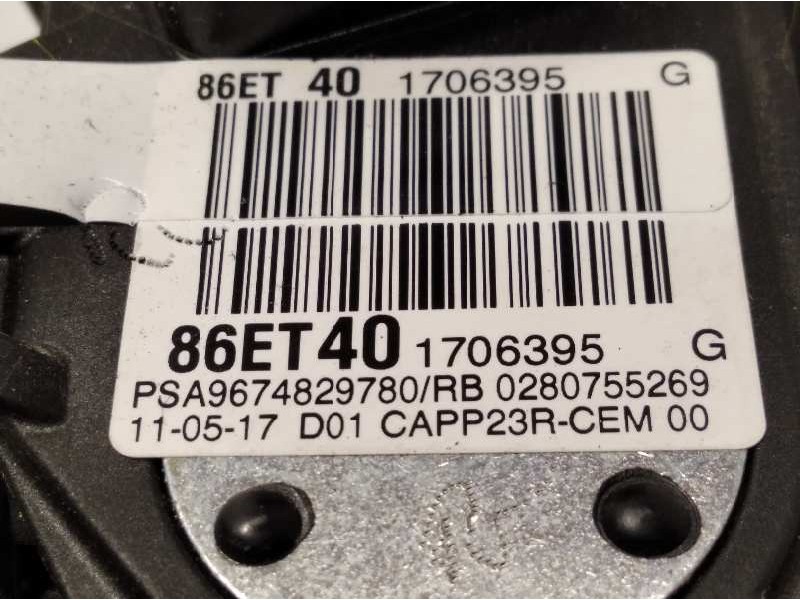 86ET 40 1706395 G
86ET40 1706395 G
PSA9674829780/RB 0280755269
11-05-17 D01 CAPP23R-CEM 00